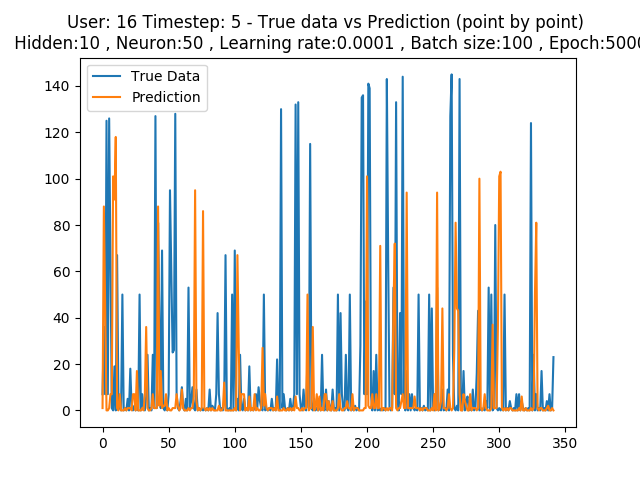 User: 16 Timestep: 5 - True data vs Prediction (point by point)
Hidden:10 , Neuron:50 , Learning rate:0.0001 , Batch size:100 , Epoch:5000
True Data
Prediction
140
120
100
80
60
40
20
0
0 50 100 150 200 250 300 350